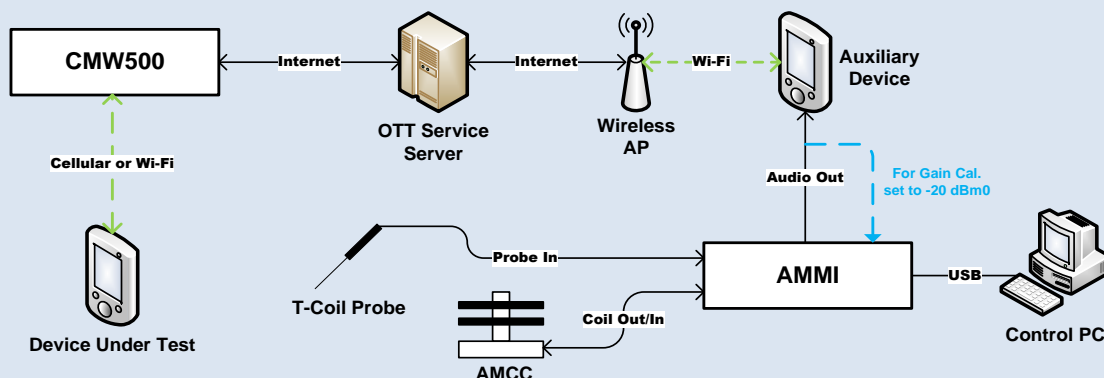 CMW500
Internet
Internet
Wi-Fi
Auxiliary
Device
OTT Service
Server
Wireless
AP
Cellular or Wi-Fi
Audio Out
For Gain Cal.
set to -20 dBm0
Probe In
AMMI
USB
T-Coil Probe
Coil Out/In
Device Under Test
Control PC
AMCC